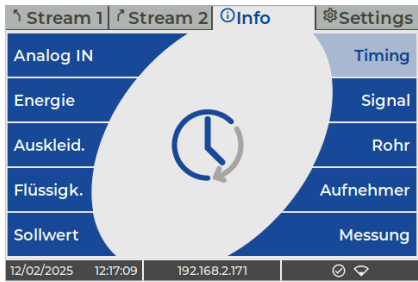 Stream 1 Stream 2 Info Settings
Analog IN Timing
Energie Signal
Auskleid. Rohr
Flüssigk. Aufnehmer
Sollwert Messung
12/02/2025 12:17:09 192.168.2.171